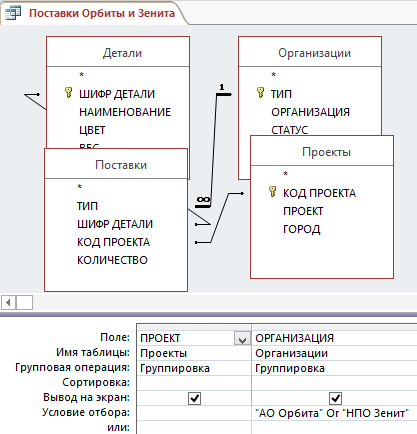 Поставки Орбиты и Зенита
Детали
*
ШИФР ДЕТАЛИ
НАИМЕНОВАНИЕ
ЦВЕТ
ВЕС
Организации
*
ТИП
ОРГАНИЗАЦИЯ
СТАТУС
1
∞
Поставки
*
ТИП
ШИФР ДЕТАЛИ
КОД ПРОЕКТА
КОЛИЧЕСТВО
Проекты
*
КОД ПРОЕКТА
ПРОЕКТ
ГОРОД
Поле: ПРОЕКТ ОРГАНИЗАЦИЯ
Имя таблицы: Проекты Организации
Групповая операция: Группировка Группировка
Сортировка:
Вывод на экран:
Условие отбора: "АО Орбита" Or "НПО Зенит"
или: